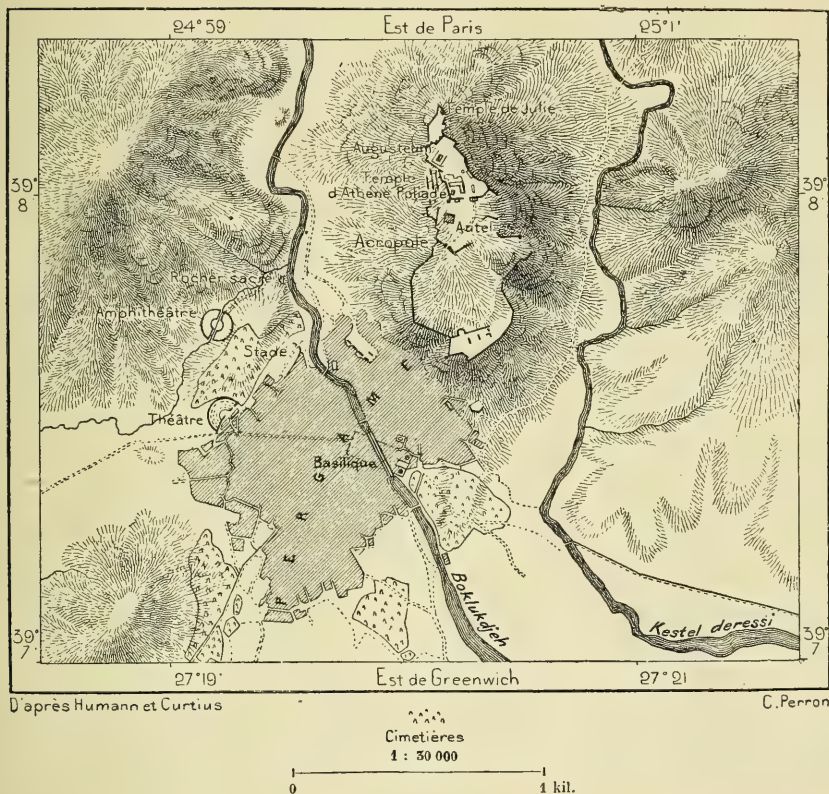 24°59 Est de Paris 25°1'
Temple de Julie
Augusteum
Temple
d'Athene Poliade
39°
8
39°
8
Autel
Acropole
Rocher sacré
Amphithéâtre
Stade
Théâtre
PERGAME
Basilique
Boklukdjeh
Kestel deressi
39°
7
39°
7
27°19 Est de Greenwich 27°21
D'après Humann et Curtius
C. Perron
Cimetières
1 : 30 000
0 1 kil.